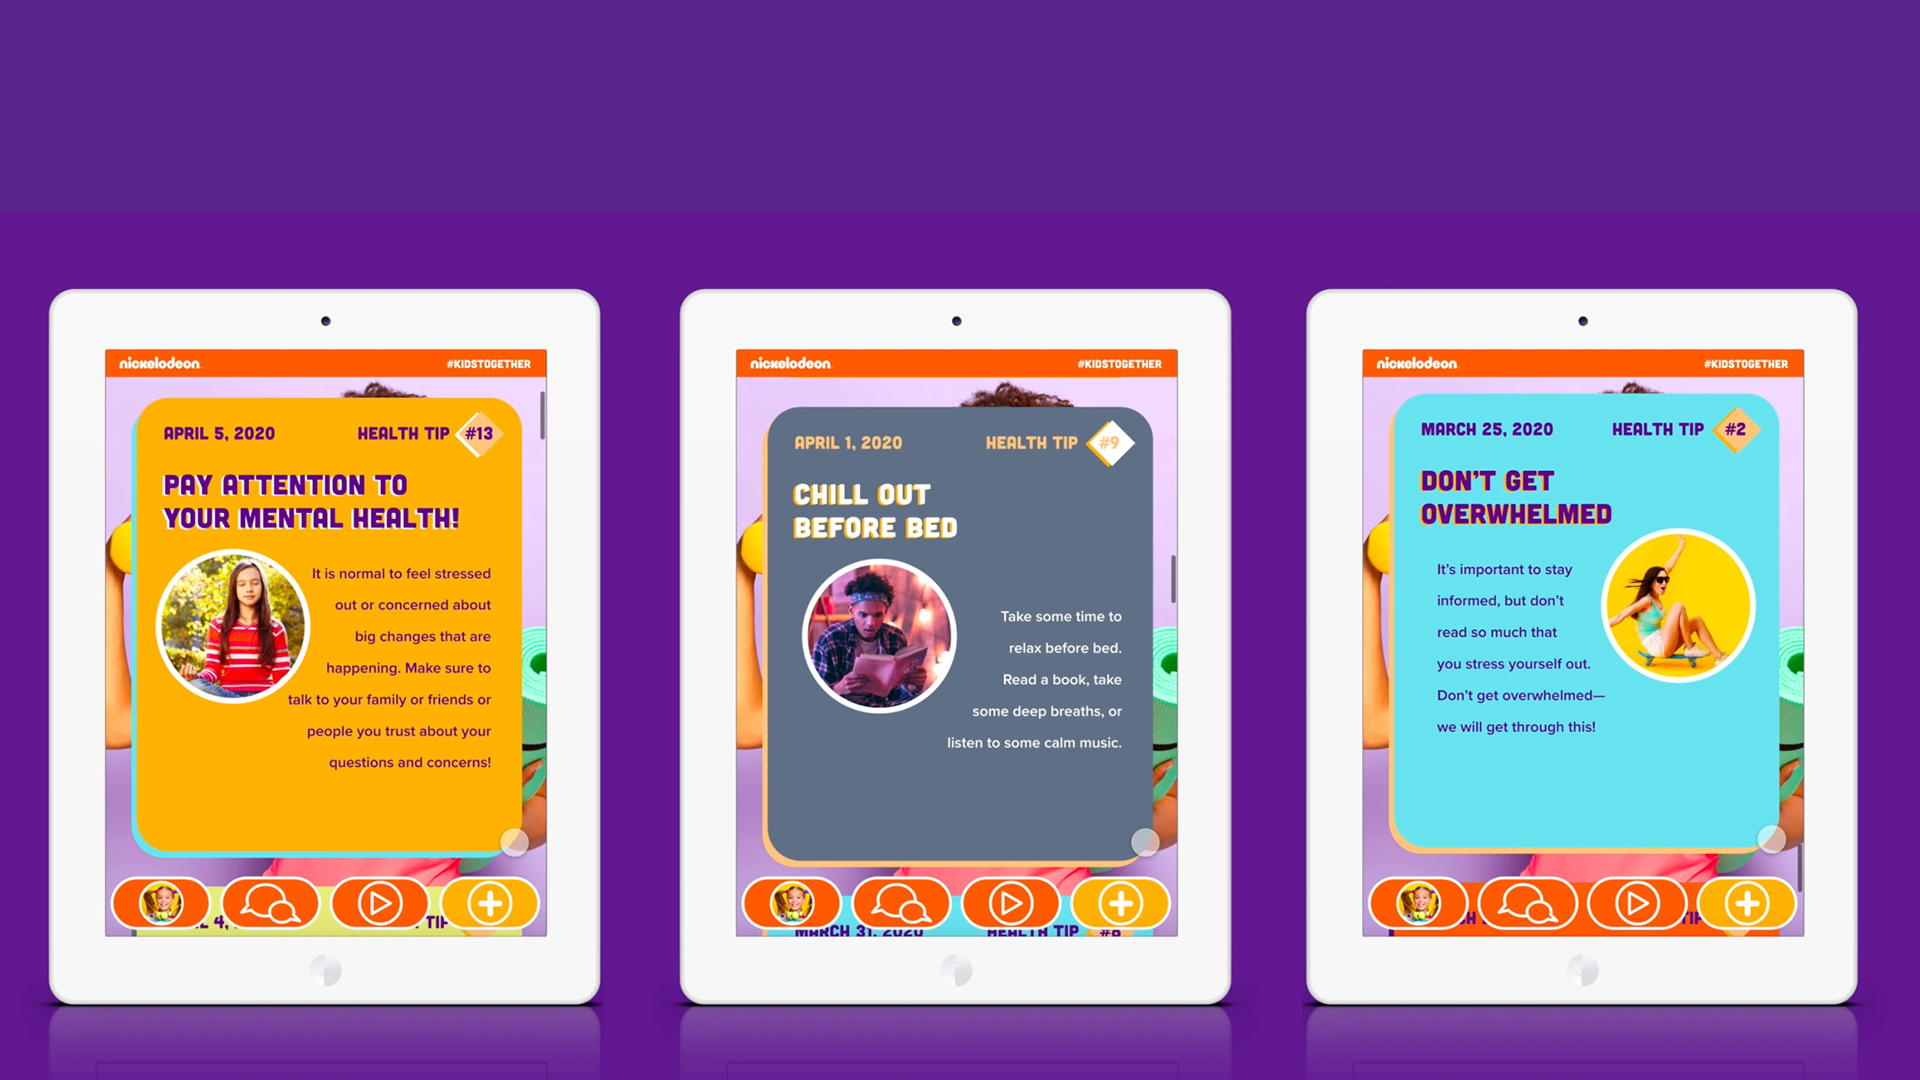 nickelodeon #KIDSTOGETHER
APRIL 5, 2020 HEALTH TIP #13
PAY ATTENTION TO
YOUR MENTAL HEALTH!
It is normal to feel stressed
out or concerned about
big changes that are
happening. Make sure to
talk to your family or friends or
people you trust about your
questions and concerns!
L 4, TIP
nickelodeon #KIDSTOGETHER
APRIL 1, 2020 HEALTH TIP #9
CHILL OUT
BEFORE BED
Take some time to
relax before bed.
Read a book, take
some deep breaths, or
listen to some calm music.
MARCH 31, 2020 HEALTH TIP #8
nickelodeon #KIDSTOGETHER
MARCH 25, 2020 HEALTH TIP #2
DON'T GET
OVERWHELMED
It's important to stay
informed, but don't
read so much that
you stress yourself out.
Don't get overwhelmed—
we will get through this!